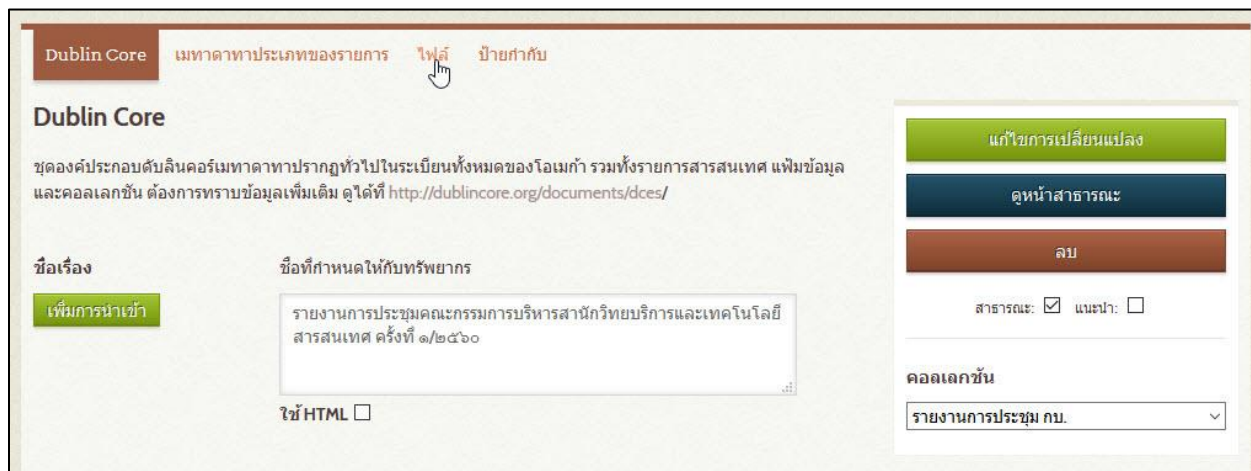 Dublin Core เมทาดาทาประเภทของรายการ ไฟล์ ป้ายกำกับ
Dublin Core
ชุดองค์ประกอบดับลินคอร์เมทาดาทาปรากฏทั่วไปในระเบียนทั้งหมดของโอเมก้า รวมทั้งรายการสารสนเทศ แฟ้มข้อมูล
และคอลเลกชัน ต้องการทราบข้อมูลเพิ่มเติม ดูได้ที่ http://dublincore.org/documents/dces/
ชื่อเรื่อง
เพิ่มการนำเข้า
ชื่อที่กำหนดให้กับทรัพยากร
รายงานการประชุมคณะกรรมการบริหารสานักวิทยบริการและเทคโนโลยี
สารสนเทศ ครั้งที่ ๑/๒๕๖๐
ใช้ HTML
แก้ไขการเปลี่ยนแปลง
ดูหน้าสาธารณะ
ลบ
สาธารณะ: แนะนำ:
คอลเลกชัน
รายงานการประชุม กบ.